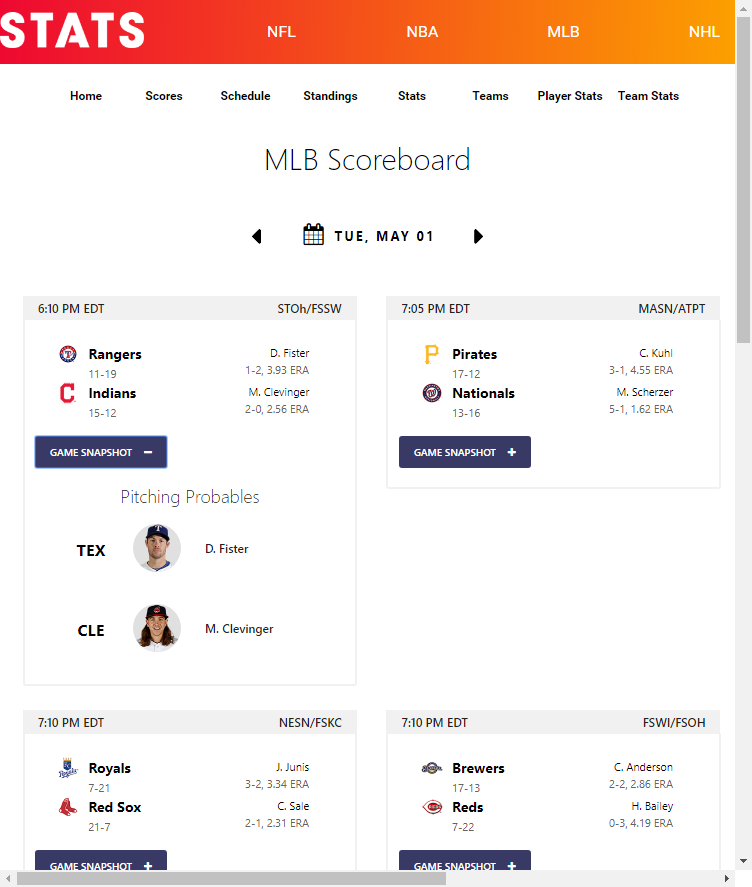 STATS NFL NBA MLB NHL
Home Scores Schedule Standings Stats Teams Player Stats Team Stats
MLB Scoreboard
TUE, MAY 01
6:10 PM EDT STOh/FSSW
Rangers D. Fister
11-19 1-2, 3.93 ERA
Indians M. Clevinger
15-12 2-0, 2.56 ERA
GAME SNAPSHOT −
Pitching Probables
TEX D. Fister
CLE M. Clevinger
7:05 PM EDT MASN/ATPT
Pirates C. Kuhl
17-12 3-1, 4.55 ERA
Nationals M. Scherzer
13-16 5-1, 1.62 ERA
GAME SNAPSHOT +
7:10 PM EDT NESN/FSKC
Royals J. Junis
7-21 3-2, 3.34 ERA
Red Sox C. Sale
21-7 2-1, 2.31 ERA
GAME SNAPSHOT +
7:10 PM EDT FSWI/FSOH
Brewers C. Anderson
17-13 2-2, 2.86 ERA
Reds H. Bailey
7-22 0-3, 4.19 ERA
GAME SNAPSHOT +